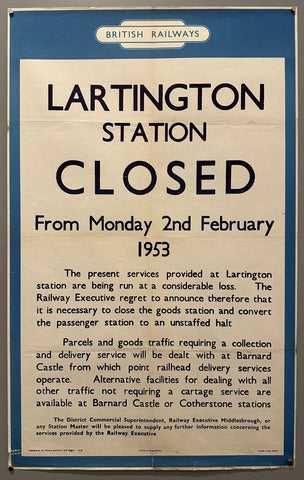 BRITISH RAILWAYS
LARTINGTON
STATION
CLOSED
From Monday 2nd February
1953
The present services provided at Lartington
station are being run at a considerable loss. The
Railway Executive regret to announce therefore that
it is necessary to close the goods station and convert
the passenger station to an unstaffed halt
Parcels and goods traffic requiring a collection
and delivery service will be dealt with at Barnard
Castle from which point railhead delivery services
operate. Alternative facilities for dealing with all
other traffic not requiring a cartage service are
available at Barnard Castle or Cotherstone stations
The District Commercial Superintendent, Railway Executive Middlesbrough, or
any Station Master will be pleased to supply any further information concerning the
services provided by the Railway Executive